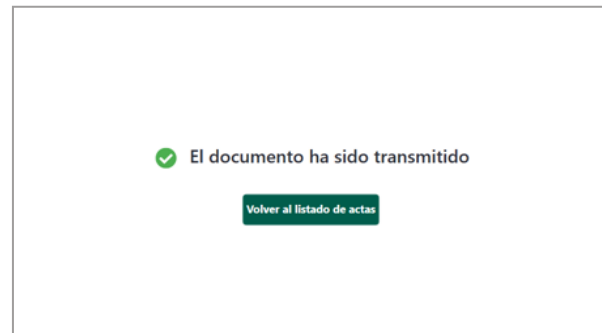 El documento ha sido transmitido
Volver al listado de actas